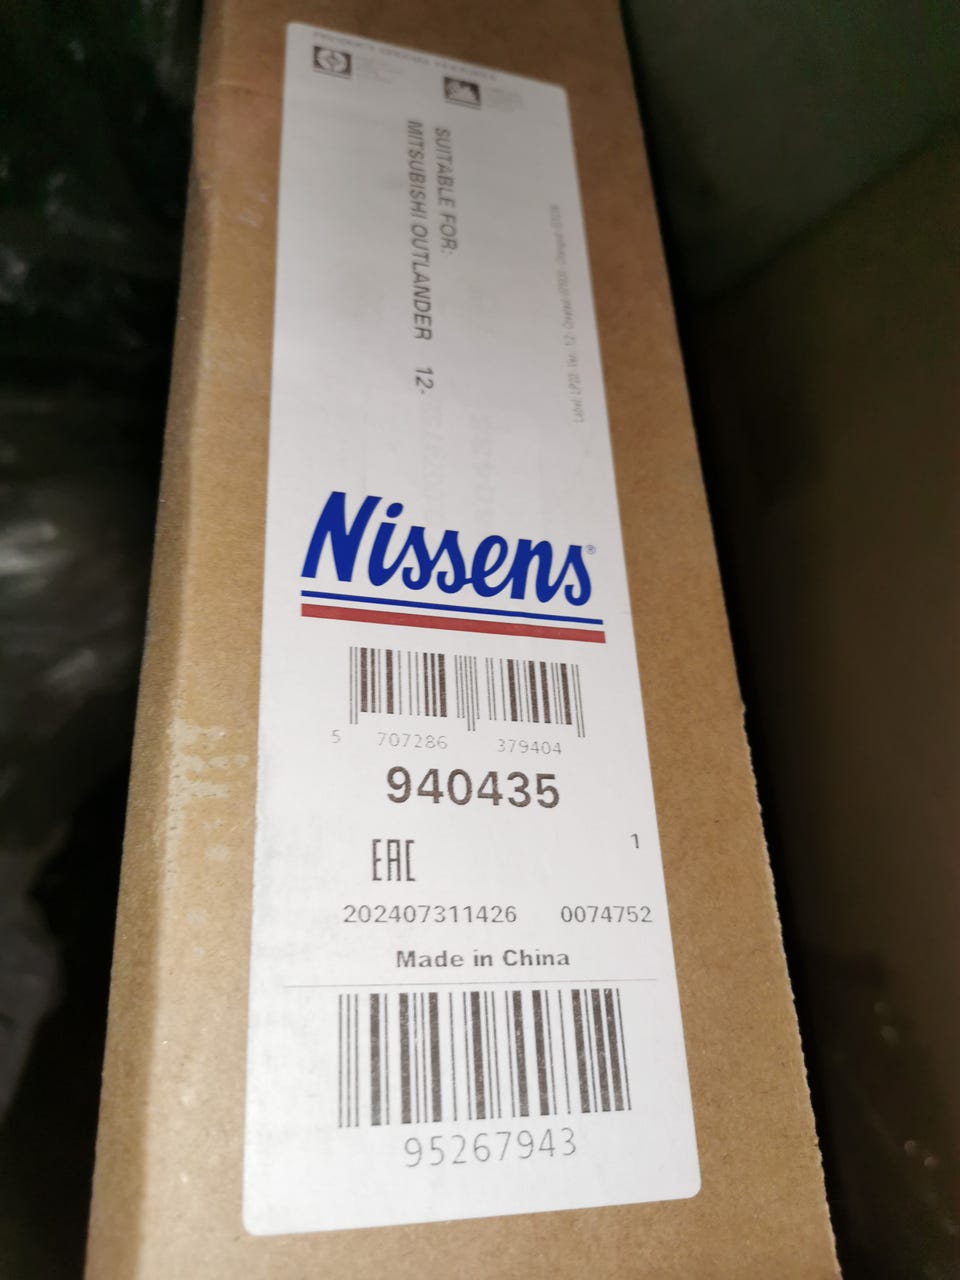 SUITABLE FOR:
MITSUBISHI OUTLANDER 12-
Nissens®
5 707286 379404
940435
EAC
1
202407311426 0074752
Made in China
95267943